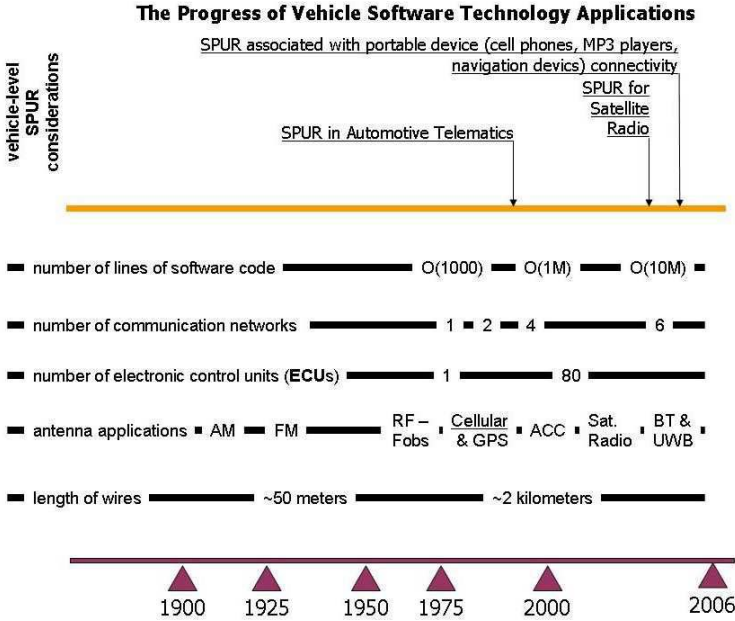 The Progress of Vehicle Software Technology Applications
SPUR associated with portable device (cell phones, MP3 players,
navigation devics) connectivity
SPUR for
Satellite
Radio
SPUR in Automotive Telematics
vehicle-level
SPUR
considerations
number of lines of software code O(1000) O(1M) O(10M)
number of communication networks 1 2 4 6
number of electronic control units (ECUs) 1 80
antenna applications AM FM RF – Fobs Cellular & GPS ACC Sat. Radio BT & UWB
length of wires ~50 meters ~2 kilometers
1900 1925 1950 1975 2000 2006